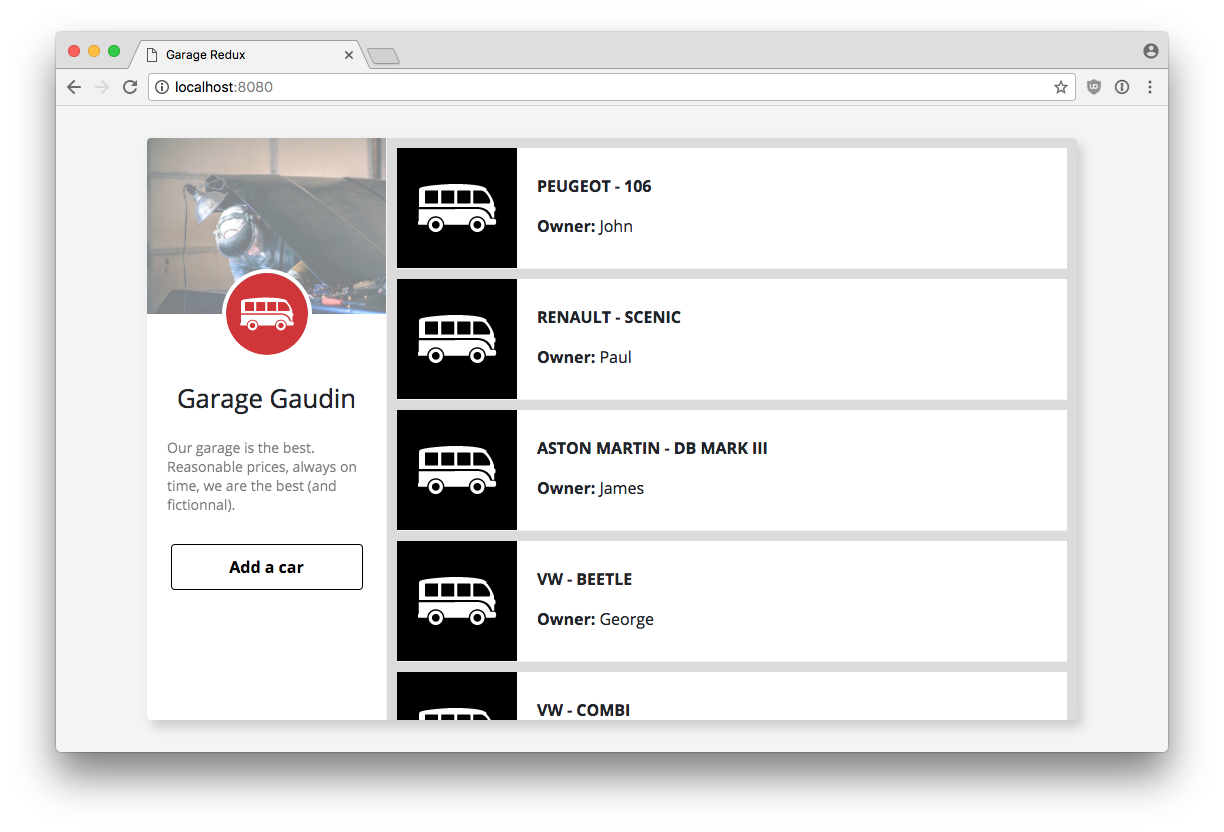 Garage Redux
localhost:8080
Garage Gaudin
Our garage is the best.
Reasonable prices, always on
time, we are the best (and
fictionnal).
Add a car
PEUGEOT - 106
Owner: John
RENAULT - SCENIC
Owner: Paul
ASTON MARTIN - DB MARK III
Owner: James
VW - BEETLE
Owner: George
VW - COMBI